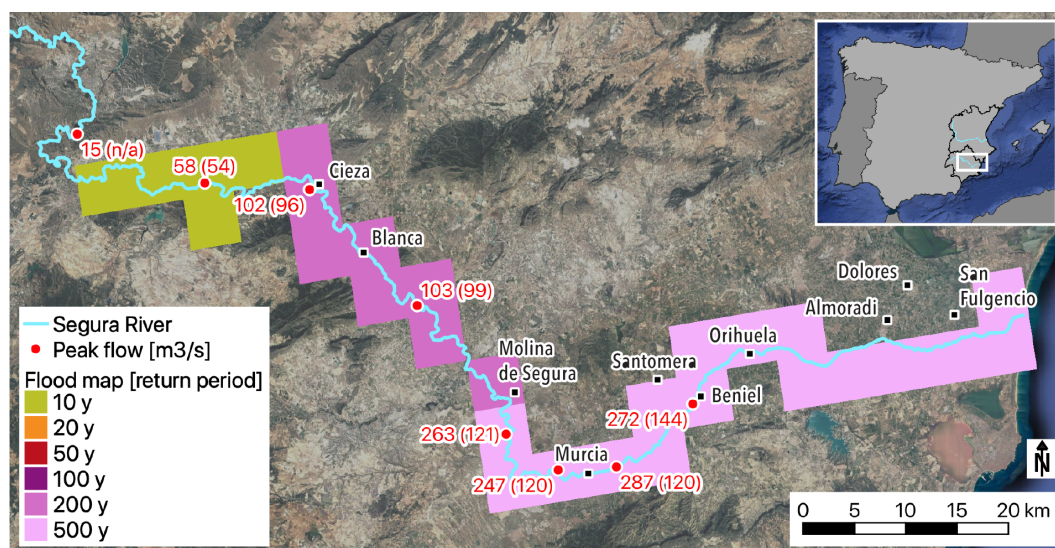 15 (n/a)
58 (54)
102 (96)
Cieza
Blanca
103 (99)
Molina
de Segura
263 (121)
247 (120)
Murcia
287 (120)
272 (144)
Santomera
Beniel
Orihuela
Almoradi
Dolores
San
Fulgencio
Segura River
Peak flow [m3/s]
Flood map [return period]
10 y
20 y
50 y
100 y
200 y
500 y
N
0 5 10 15 20 km